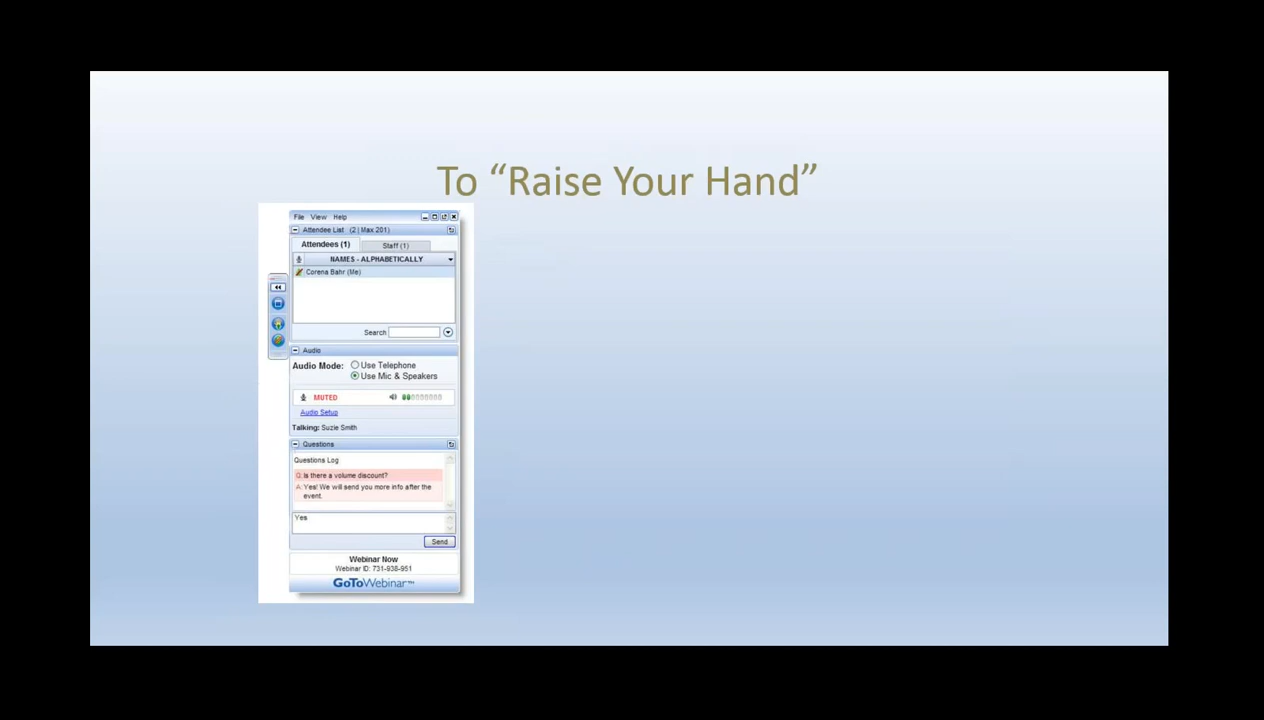 To “Raise Your Hand”
File View Help
Attendee List (2 | Max 201)
Attendees (1) Staff (1)
NAMES - ALPHABETICALLY
Corena Bahr (Me)
Search
Audio
Audio Mode: Use Telephone
Use Mic & Speakers
MUTED
Audio Setup
Talking: Suzie Smith
Questions
Questions Log
Q: Is there a volume discount?
A: Yes! We will send you more info after the
event.
Yes
Send
Webinar Now
Webinar ID: 731-938-951
GoToWebinar™